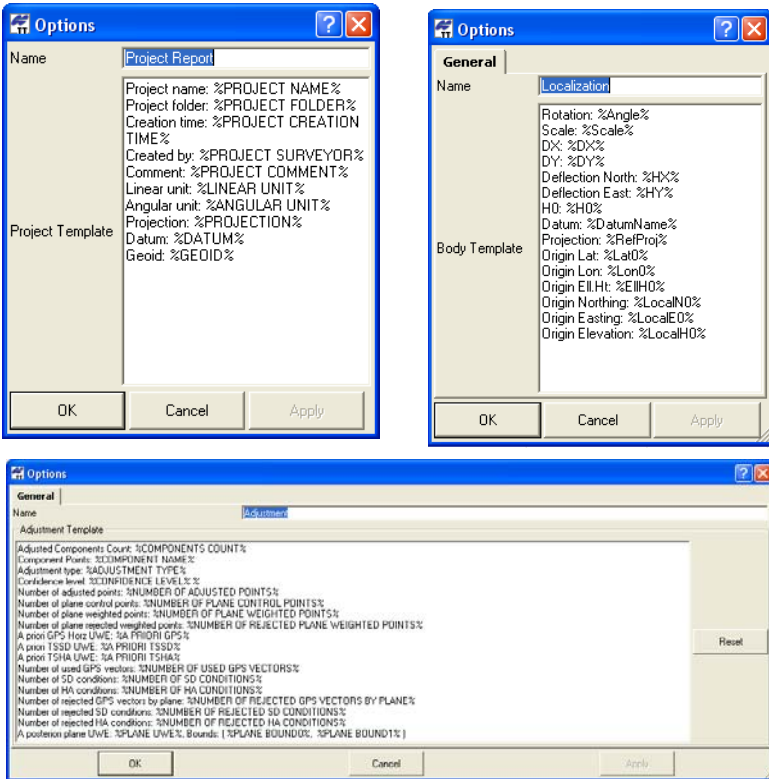 Options
Name
Project Report
Project name: %PROJECT NAME%
Project folder: %PROJECT FOLDER%
Creation time: %PROJECT CREATION
TIME%
Created by: %PROJECT SURVEYOR%
Comment: %PROJECT COMMENT%
Linear unit: %LINEAR UNIT%
Angular unit: %ANGULAR UNIT%
Projection: %PROJECTION%
Datum: %DATUM%
Geoid: %GEOID%
Project Template
OK
Cancel
Apply
Options
General
Name
Localization
Rotation: %Angle%
Scale: %Scale%
DX: %DX%
DY: %DY%
Deflection North: %HX%
Deflection East: %HY%
H0: %H0%
Datum: %DatumName%
Projection: %RefProj%
Origin Lat: %Lat0%
Origin Lon: %Lon0%
Origin Ell.Ht: %EllH0%
Origin Northing: %LocalN0%
Origin Easting: %LocalE0%
Origin Elevation: %LocalH0%
Body Template
OK
Cancel
Apply
Options
General
Name
Adjustment
Adjustment Template
Adjusted Components Count: %COMPONENTS COUNT%
Component Points: %COMPONENT NAME%
Adjustment type: %ADJUSTMENT TYPE%
Confidence level: %CONFIDENCE LEVEL% %
Number of adjusted points: %NUMBER OF ADJUSTED POINTS%
Number of plane control points: %NUMBER OF PLANE CONTROL POINTS%
Number of plane weighted points: %NUMBER OF PLANE WEIGHTED POINTS%
Number of plane rejected weighted points: %NUMBER OF REJECTED PLANE WEIGHTED POINTS%
A priori GPS Horz UWE: %A PRIORI GPS%
A priori TSSD UWE: %A PRIORI TSSD%
A priori TSHA UWE: %A PRIORI TSHA%
Number of used GPS vectors: %NUMBER OF USED GPS VECTORS%
Number of SD conditions: %NUMBER OF SD CONDITIONS%
Number of HA conditions: %NUMBER OF HA CONDITIONS%
Number of rejected GPS vectors by plane: %NUMBER OF REJECTED GPS VECTORS BY PLANE%
Number of rejected SD conditions: %NUMBER OF REJECTED SD CONDITIONS%
Number of rejected HA conditions: %NUMBER OF REJECTED HA CONDITIONS%
A posteriori plane UWE: %PLANE UWE%, Bounds: ( %PLANE BOUND0%, %PLANE BOUND1% )
Reset
OK
Cancel
Apply